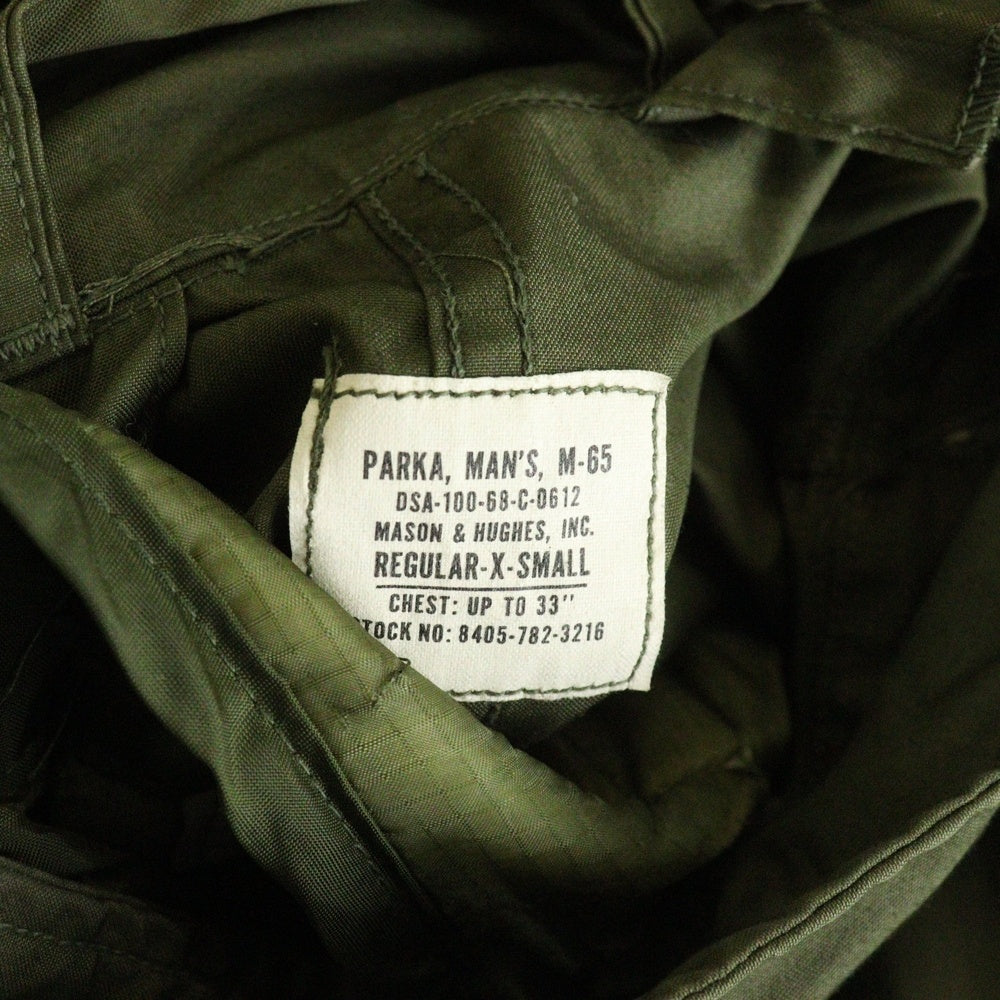 PARKA, MAN'S, M-65
DSA-100-68-C-0612
MASON & HUGHES, INC.
REGULAR-X-SMALL
CHEST: UP TO 33"
TOCK NO: 8405-782-3216